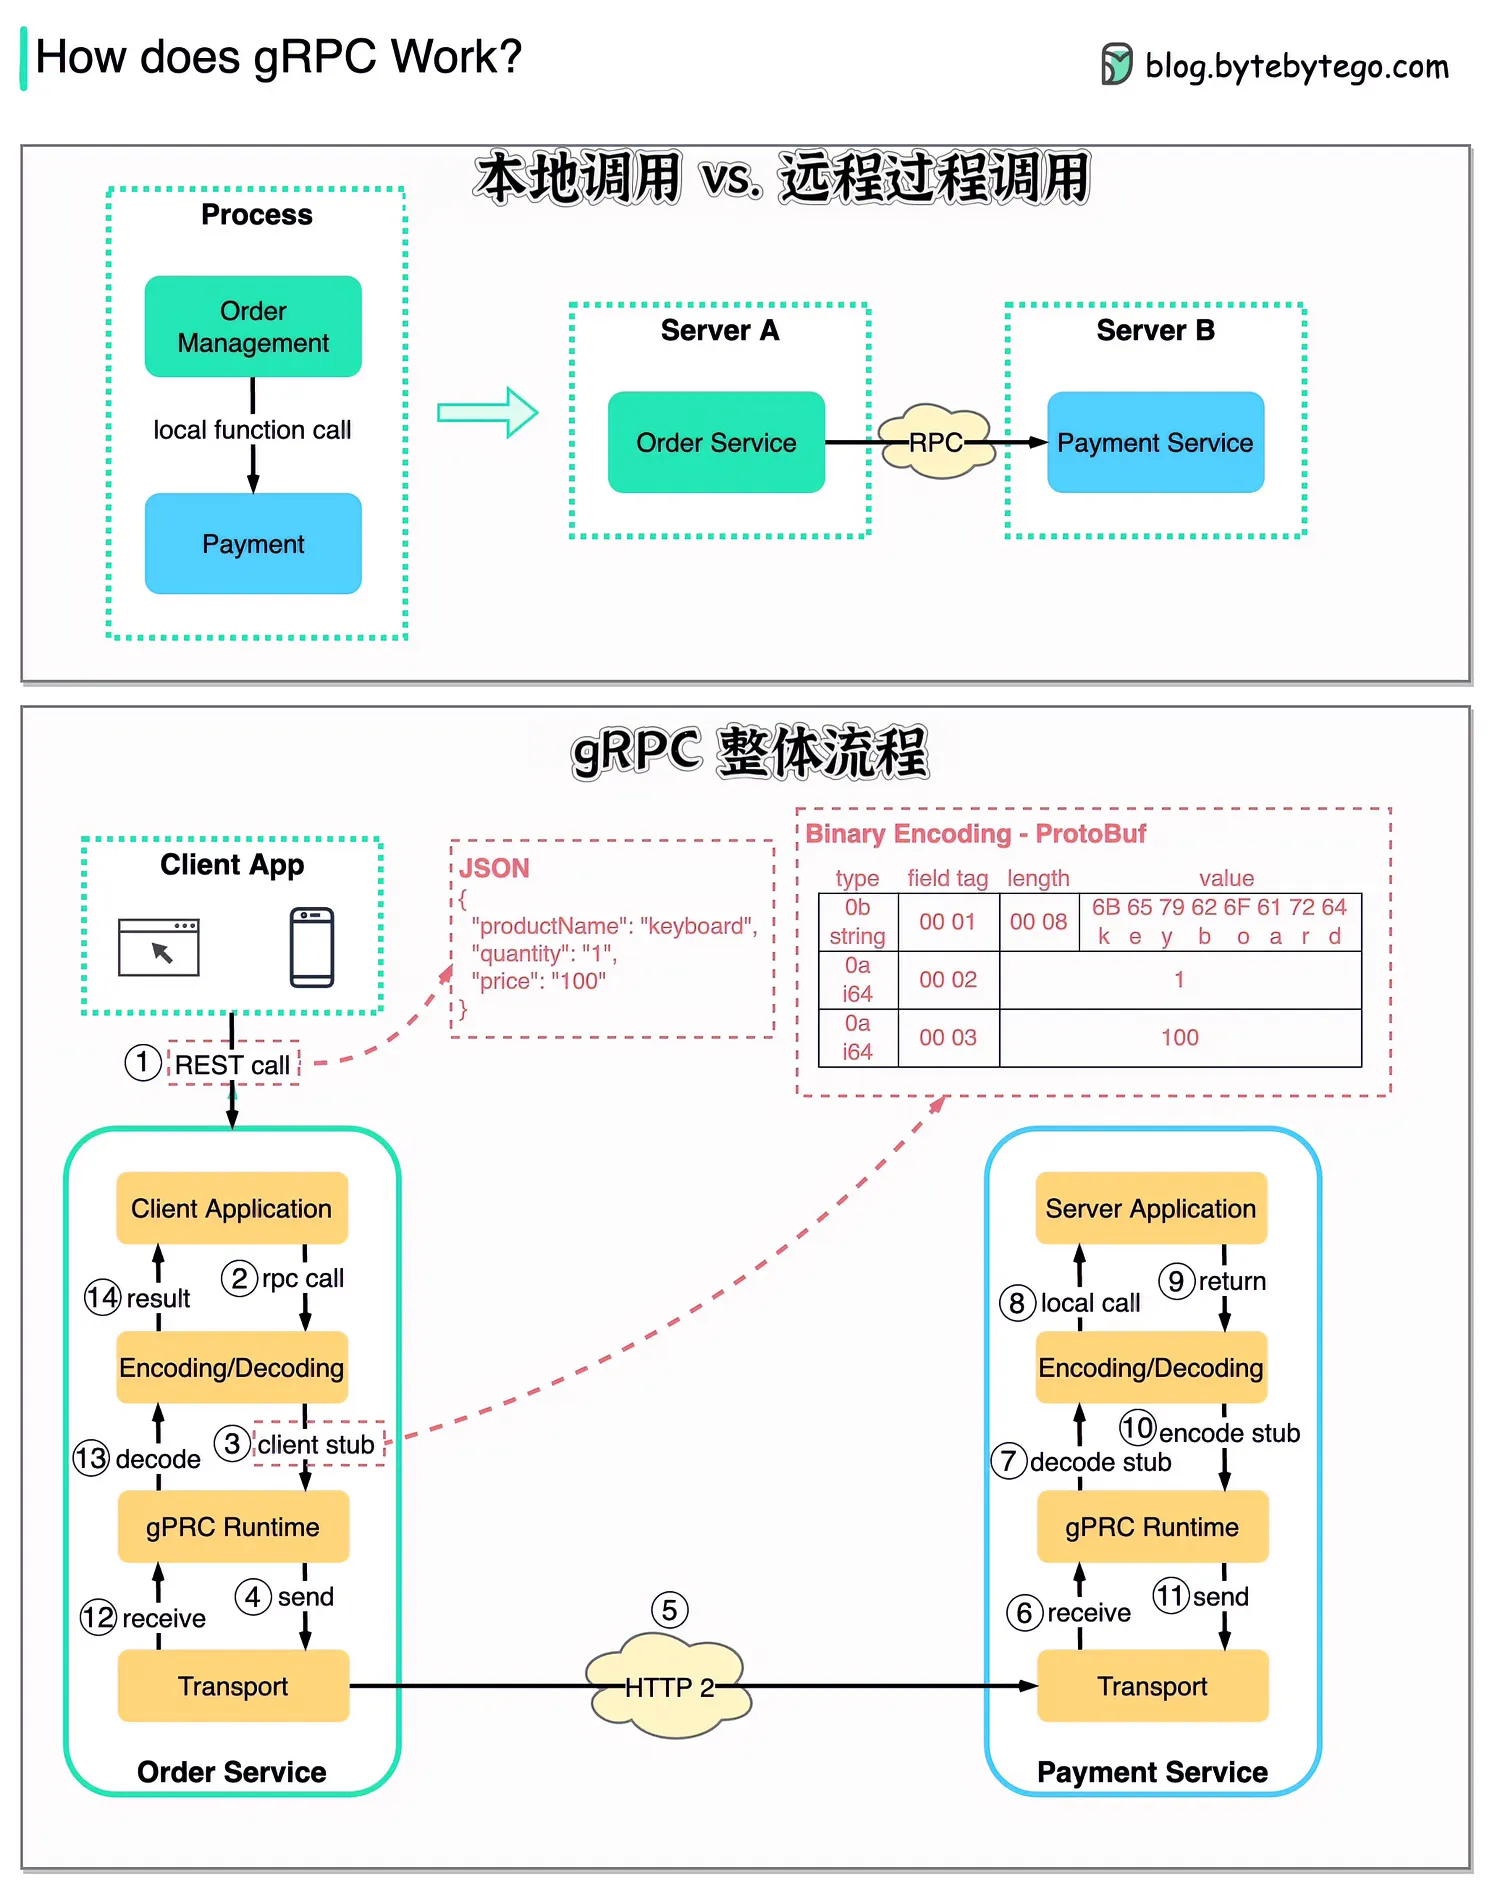 How does gRPC Work?
blog.bytebytego.com
本地调用 vs. 远程过程调用
Process
Order
Management
local function call
Payment
Server A
Order Service
RPC
Server B
Payment Service
gRPC 整体流程
Client App
JSON
{
"productName": "keyboard",
"quantity": "1",
"price": "100"
}
Binary Encoding - ProtoBuf
type field tag length value
0b
string
00 01
00 08
6B 65 79 62 6F 61 72 64
k e y b o a r d
0a
i64
00 02
1
0a
i64
00 03
100
1 REST call
Client Application
2 rpc call
14 result
Encoding/Decoding
3 client stub
13 decode
gPRC Runtime
4 send
12 receive
Transport
Order Service
5
HTTP 2
Server Application
8 local call
9 return
Encoding/Decoding
10 encode stub
7 decode stub
gPRC Runtime
11 send
6 receive
Transport
Payment Service